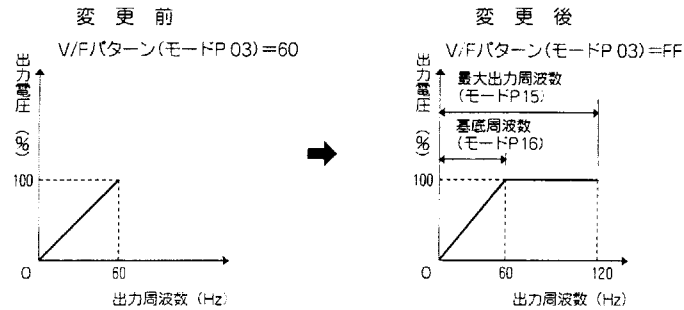 変更前
V/Fパターン(モードP 03)=60
出力電圧(%)
100
O
60
出力周波数 (Hz)
変更後
V/Fパターン(モードP 03)=FF
出力電圧(%)
最大出力周波数
(モードP15)
基底周波数
(モードP16)
100
O
60
120
出力周波数 (Hz)